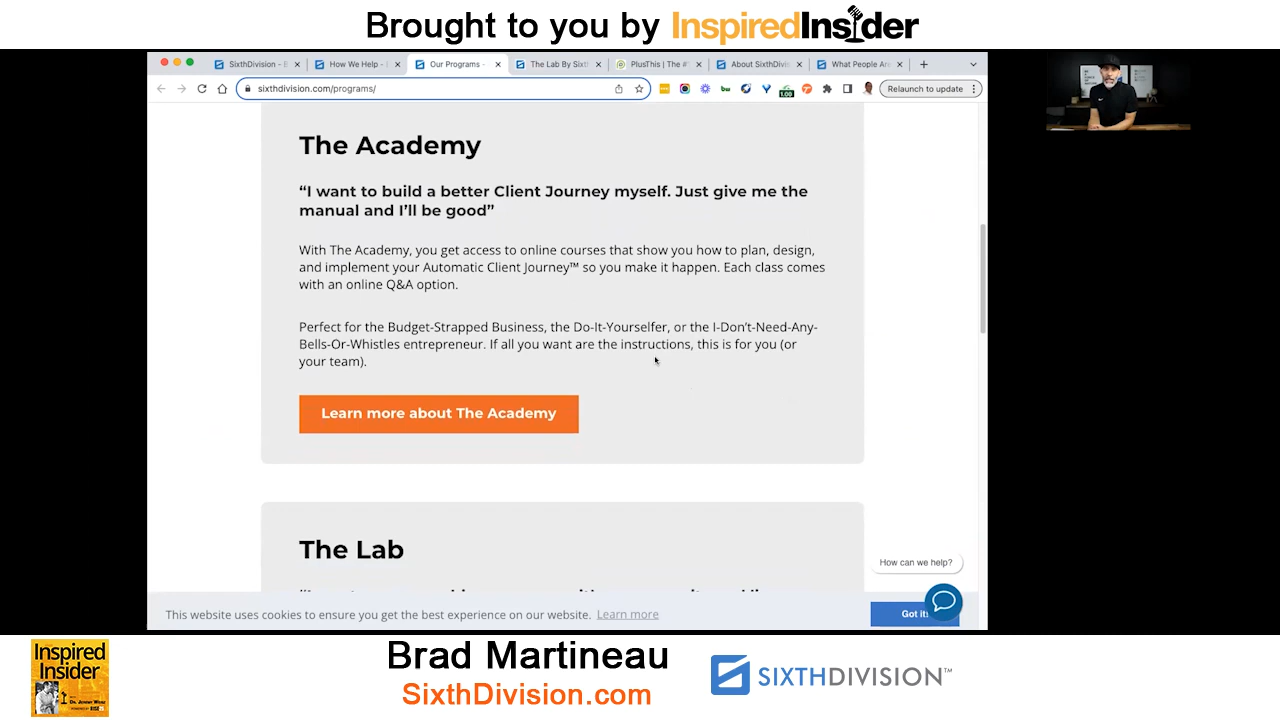 Brought to you by InspiredInsider
SixthDivision - B
How We Help -
Our Programs -
The Lab By Sixt
PlusThis | The #
About SixthDivis
What People Are
sixthdivision.com/programs/
1.00
Relaunch to update
The Academy
“I want to build a better Client Journey myself. Just give me the
manual and I’ll be good”
With The Academy, you get access to online courses that show you how to plan, design,
and implement your Automatic Client Journey™ so you make it happen. Each class comes
with an online Q&A option.
Perfect for the Budget-Strapped Business, the Do-It-Yourselfer, or the I-Don’t-Need-Any-
Bells-Or-Whistles entrepreneur. If all you want are the instructions, this is for you (or
your team).
Learn more about The Academy
The Lab
How can we help?
This website uses cookies to ensure you get the best experience on our website. Learn more
Got it!
Inspired
Insider
Brad Martineau
SixthDivision.com
SIXTHDIVISION™